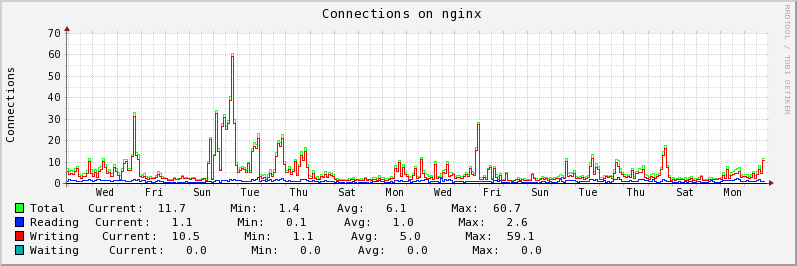 Connections on nginx
RRDTOOL / TOBI OETIKER
Connections
70
60
50
40
30
20
10
0
Wed Fri Sun Tue Thu Sat Mon Wed Fri Sun Tue Thu Sat Mon
Total Current: 11.7 Min: 1.4 Avg: 6.1 Max: 60.7
Reading Current: 1.1 Min: 0.1 Avg: 1.0 Max: 2.6
Writing Current: 10.5 Min: 1.1 Avg: 5.0 Max: 59.1
Waiting Current: 0.0 Min: 0.0 Avg: 0.0 Max: 0.0